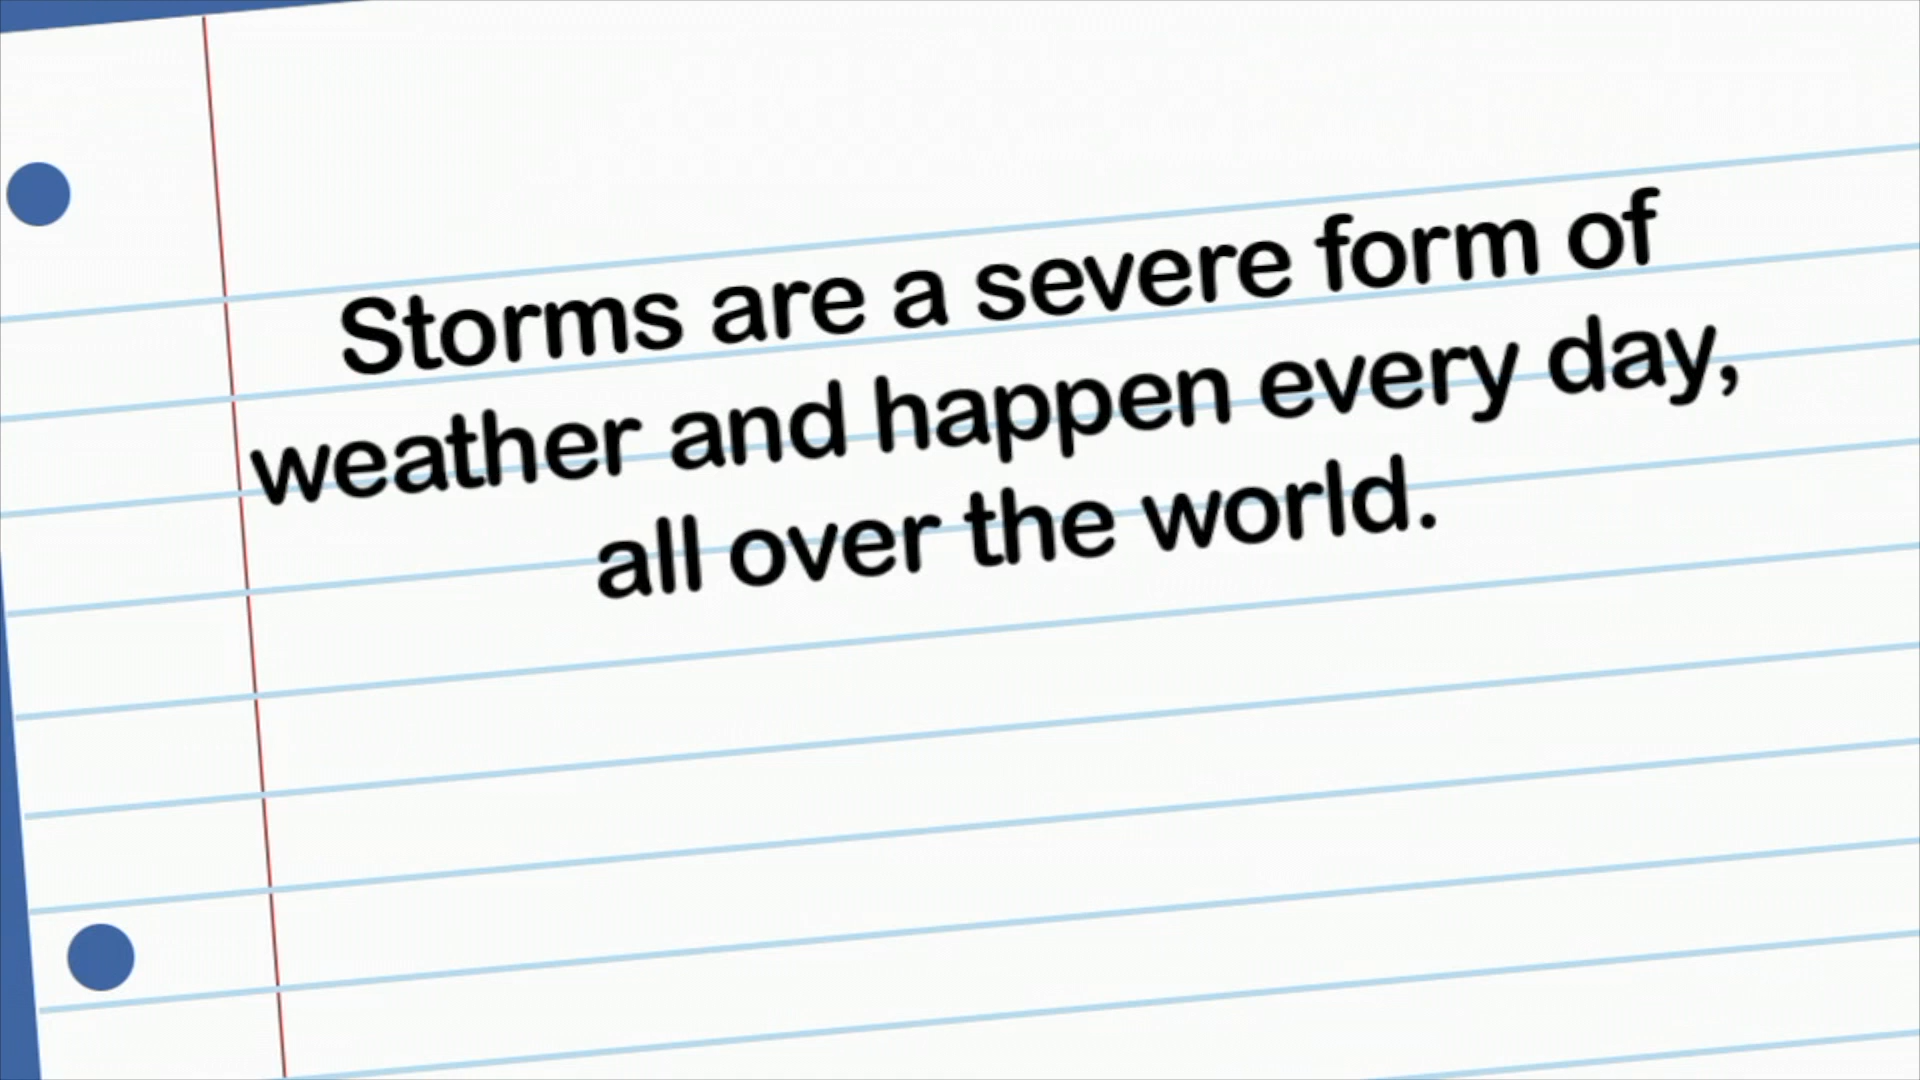 Storms are a severe form of
weather and happen every day,
all over the world.